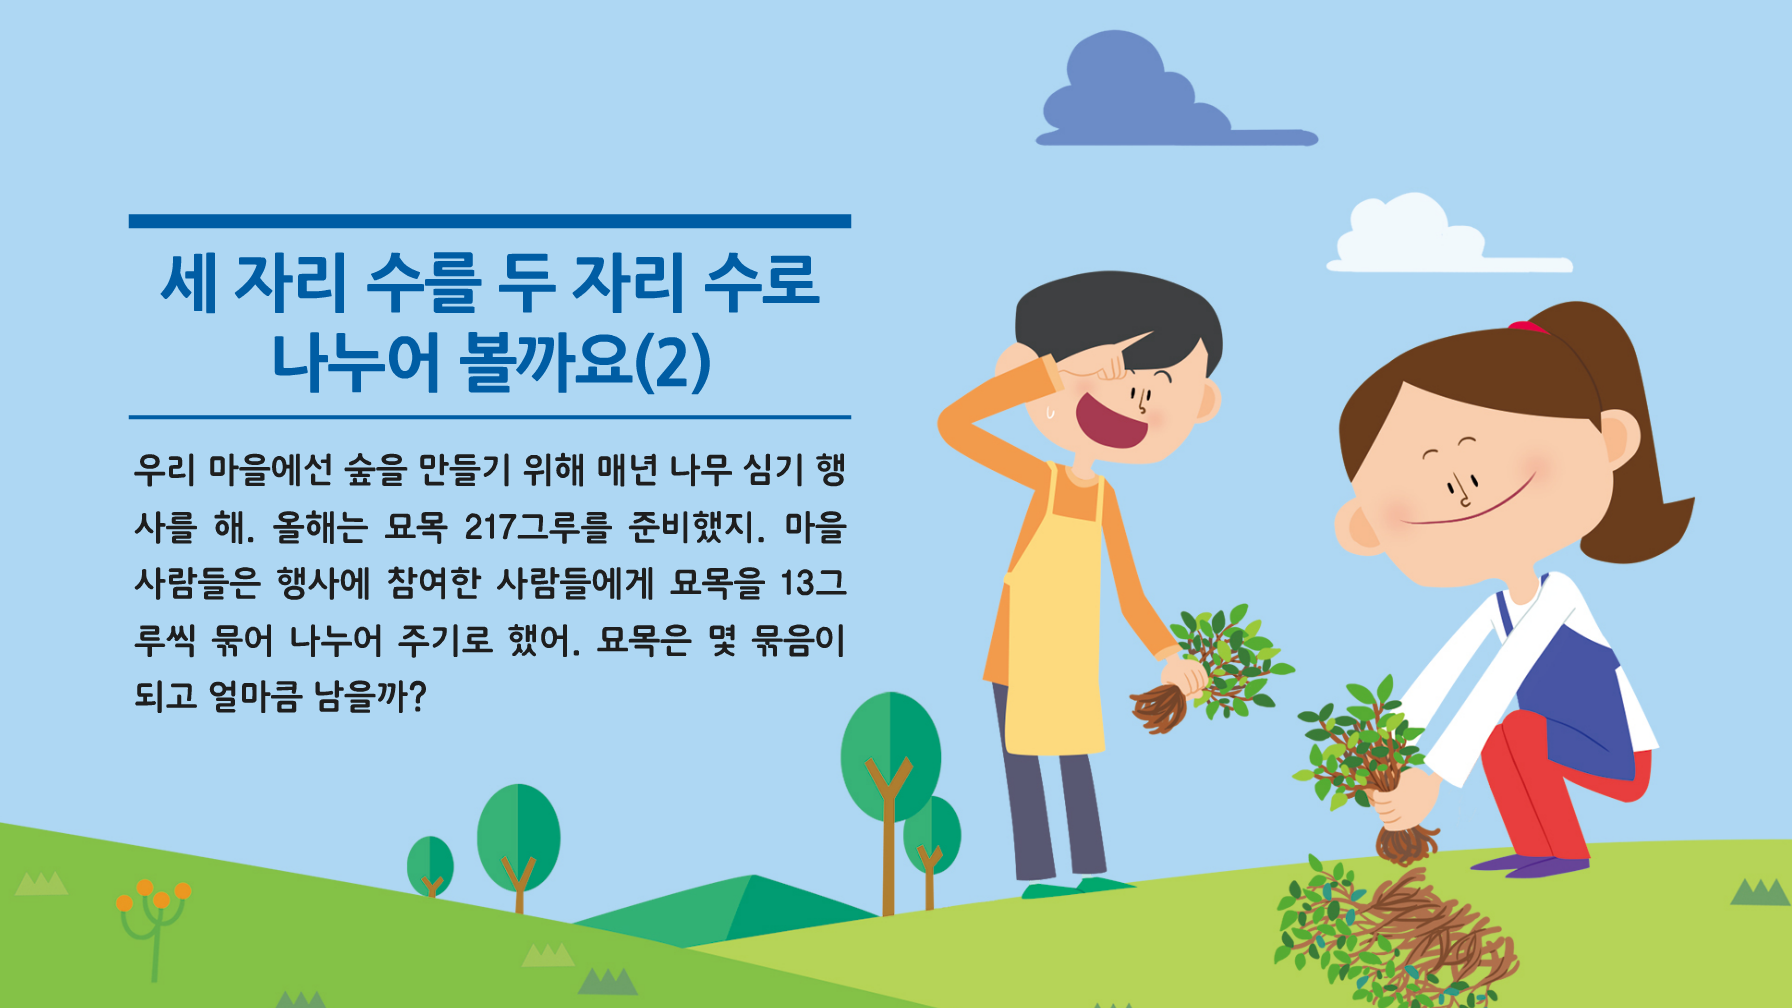 세 자리 수를 두 자리 수로
나누어 볼까요(2)
우리 마을에선 숲을 만들기 위해 매년 나무 심기 행
사를 해. 올해는 묘목 217그루를 준비했지. 마을
사람들은 행사에 참여한 사람들에게 묘목을 13그
루씩 묶어 나누어 주기로 했어. 묘목은 몇 묶음이
되고 얼마큼 남을까?